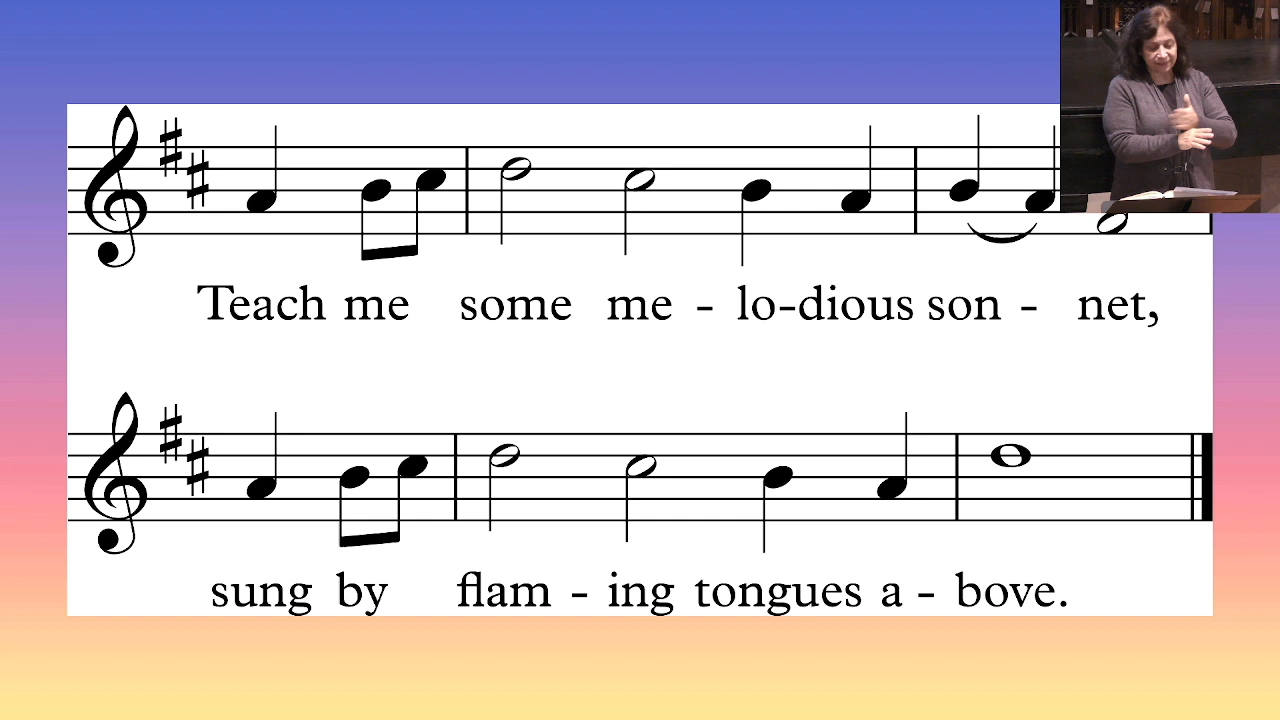 Teach me some me - lo-dious son - net,
sung by flam - ing tongues a - bove.